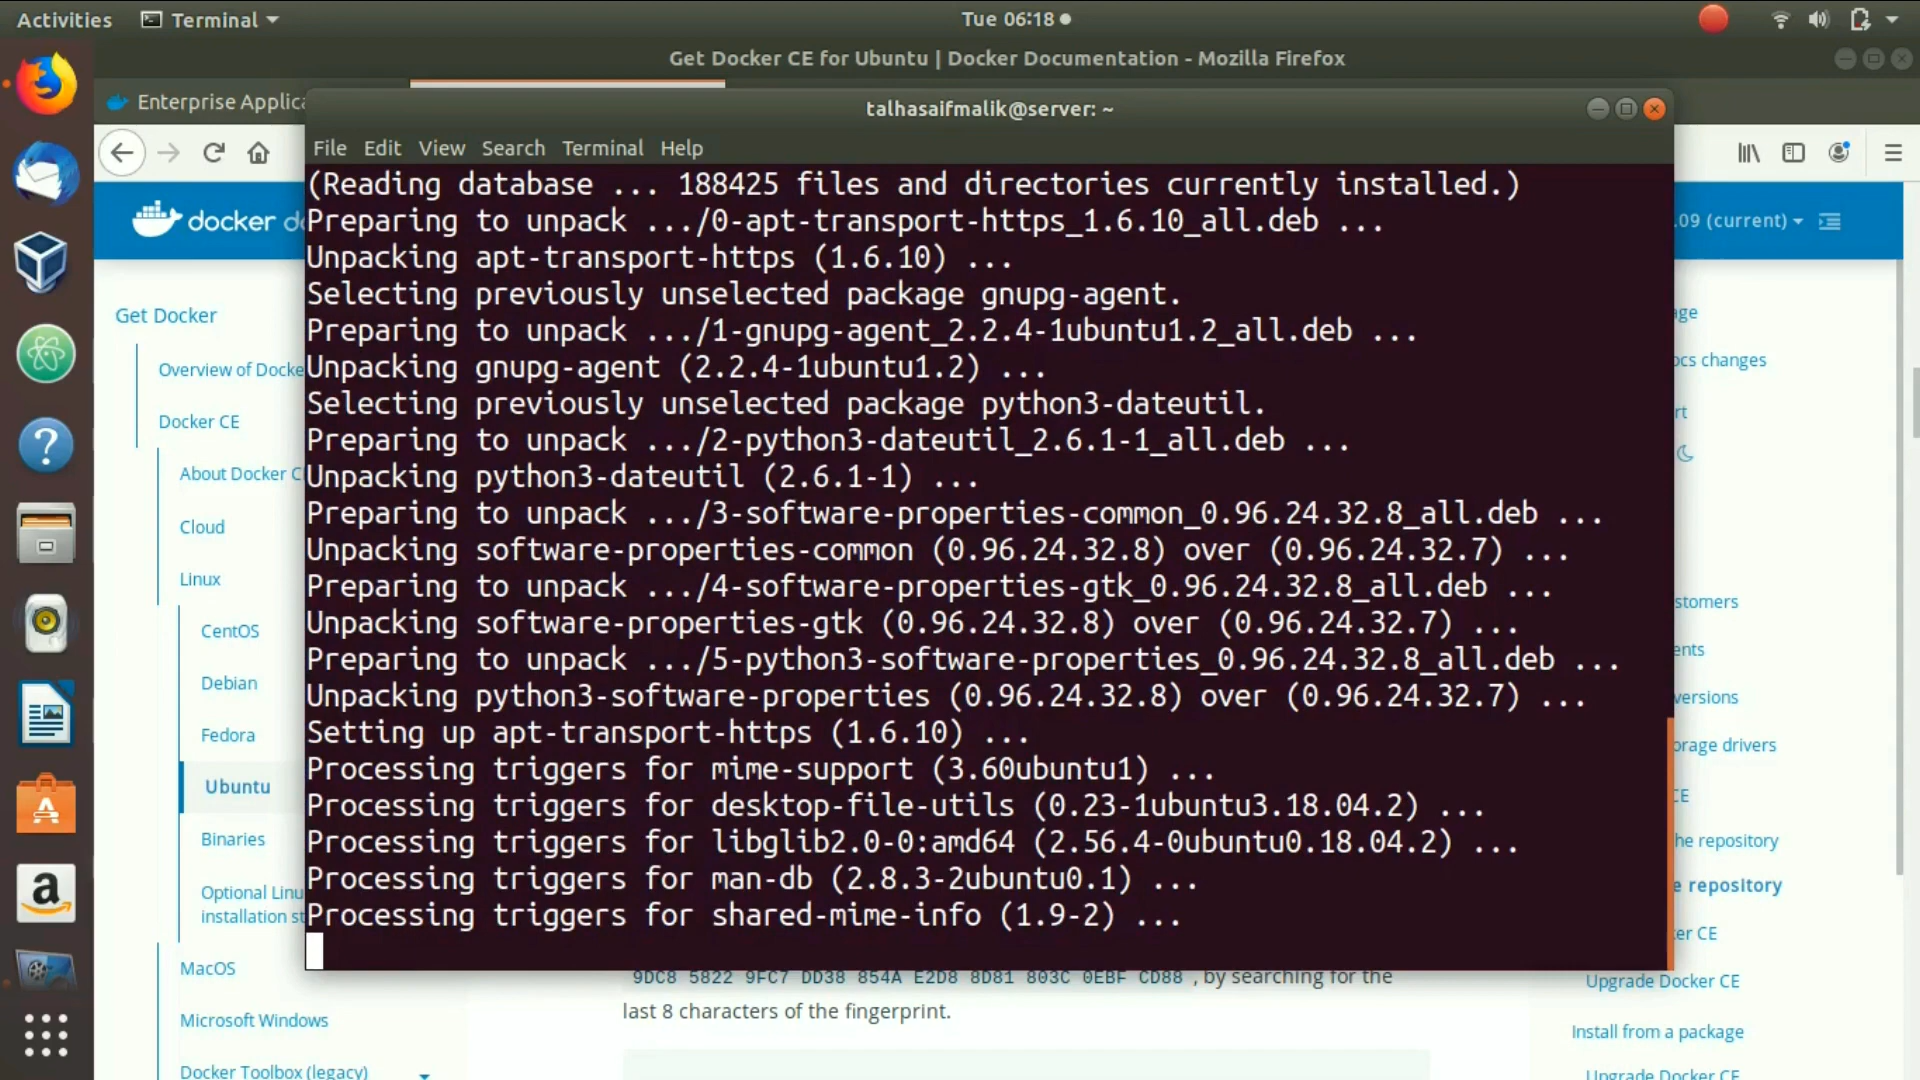 Activities
Terminal
Tue 06:18
Get Docker CE for Ubuntu | Docker Documentation - Mozilla Firefox
Enterprise
talhasaifmalik@server: ~
File Edit View Search Terminal Help
docker
(current)
(Reading database ... 188425 files and directories currently installed.)
Preparing to unpack .../0-apt-transport-https_1.6.10_all.deb ...
Unpacking apt-transport-https (1.6.10) ...
Selecting previously unselected package gnupg-agent.
Preparing to unpack .../1-gnupg-agent_2.2.4-1ubuntu1.2_all.deb ...
Unpacking gnupg-agent (2.2.4-1ubuntu1.2) ...
Selecting previously unselected package python3-dateutil.
Preparing to unpack .../2-python3-dateutil_2.6.1-1_all.deb ...
Unpacking python3-dateutil (2.6.1-1) ...
Preparing to unpack .../3-software-properties-common_0.96.24.32.8_all.deb ...
Unpacking software-properties-common (0.96.24.32.8) over (0.96.24.32.7) ...
Preparing to unpack .../4-software-properties-gtk_0.96.24.32.8_all.deb ...
Unpacking software-properties-gtk (0.96.24.32.8) over (0.96.24.32.7) ...
Preparing to unpack .../5-python3-software-properties_0.96.24.32.8_all.deb ...
Unpacking python3-software-properties (0.96.24.32.8) over (0.96.24.32.7) ...
Setting up apt-transport-https (1.6.10) ...
Processing triggers for mime-support (3.60ubuntu1) ...
Processing triggers for desktop-file-utils (0.23-1ubuntu3.18.04.2) ...
Processing triggers for libglib2.0-0:amd64 (2.56.4-0ubuntu0.18.04.2) ...
Processing triggers for man-db (2.8.3-2ubuntu0.1) ...
Processing triggers for shared-mime-info (1.9-2) ...
Get Docker
Overview of
Docker CE
About Docker
Cloud
Linux
CentOS
Debian
Fedora
Ubuntu
Binaries
Optional
installation
MacOS
Microsoft Windows
Docker Toolbox (legacy)
9DC8 5822 9FC7 DD38 854A E2D8 8D81 803C 0EBF CD88 , by searching for the
last 8 characters of the fingerprint.
changes
versions
drivers
repository
repository
CE
Upgrade Docker CE
Install from a package
Upgrade Docker CE